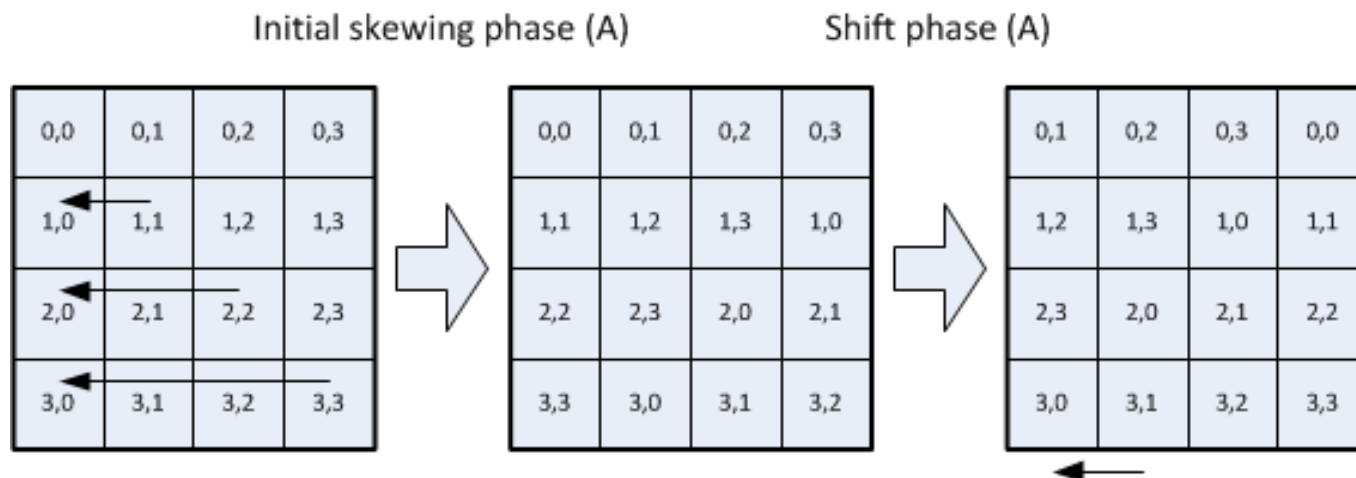 Initial skewing phase (A) Shift phase (A)
0,0 0,1 0,2 0,3 0,0 0,1 0,2 0,3 0,1 0,2 0,3 0,0
1,0 1,1 1,2 1,3 1,1 1,2 1,3 1,0 1,2 1,3 1,0 1,1
2,0 2,1 2,2 2,3 2,2 2,3 2,0 2,1 2,3 2,0 2,1 2,2
3,0 3,1 3,2 3,3 3,3 3,0 3,1 3,2 3,0 3,1 3,2 3,3